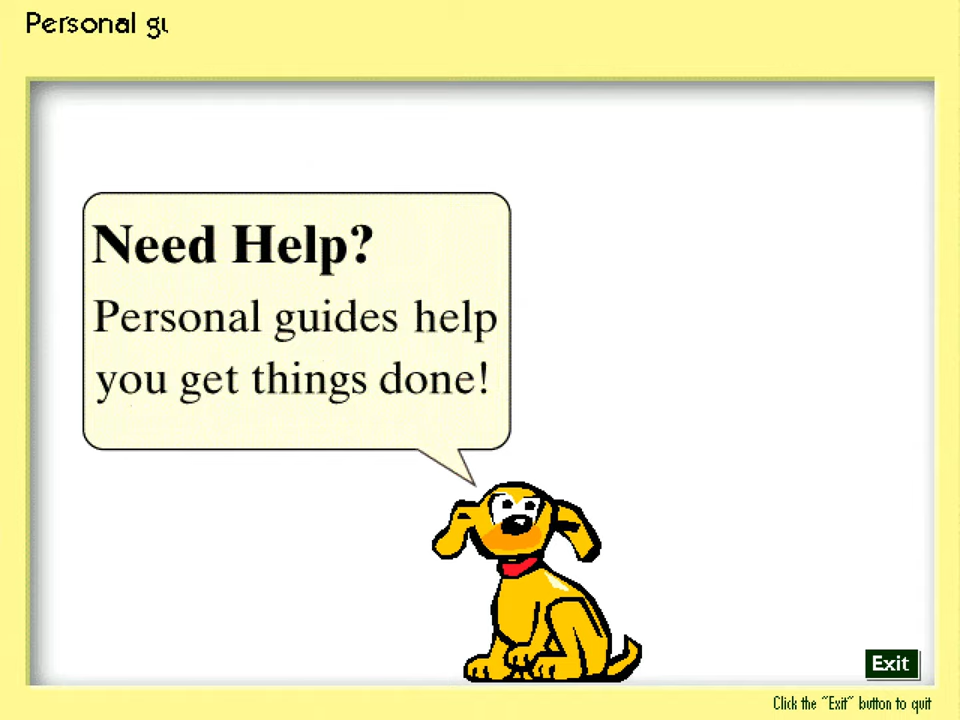 Personal gu
Need Help?
Personal guides help
you get things done!
Exit
Click the "Exit" button to quit